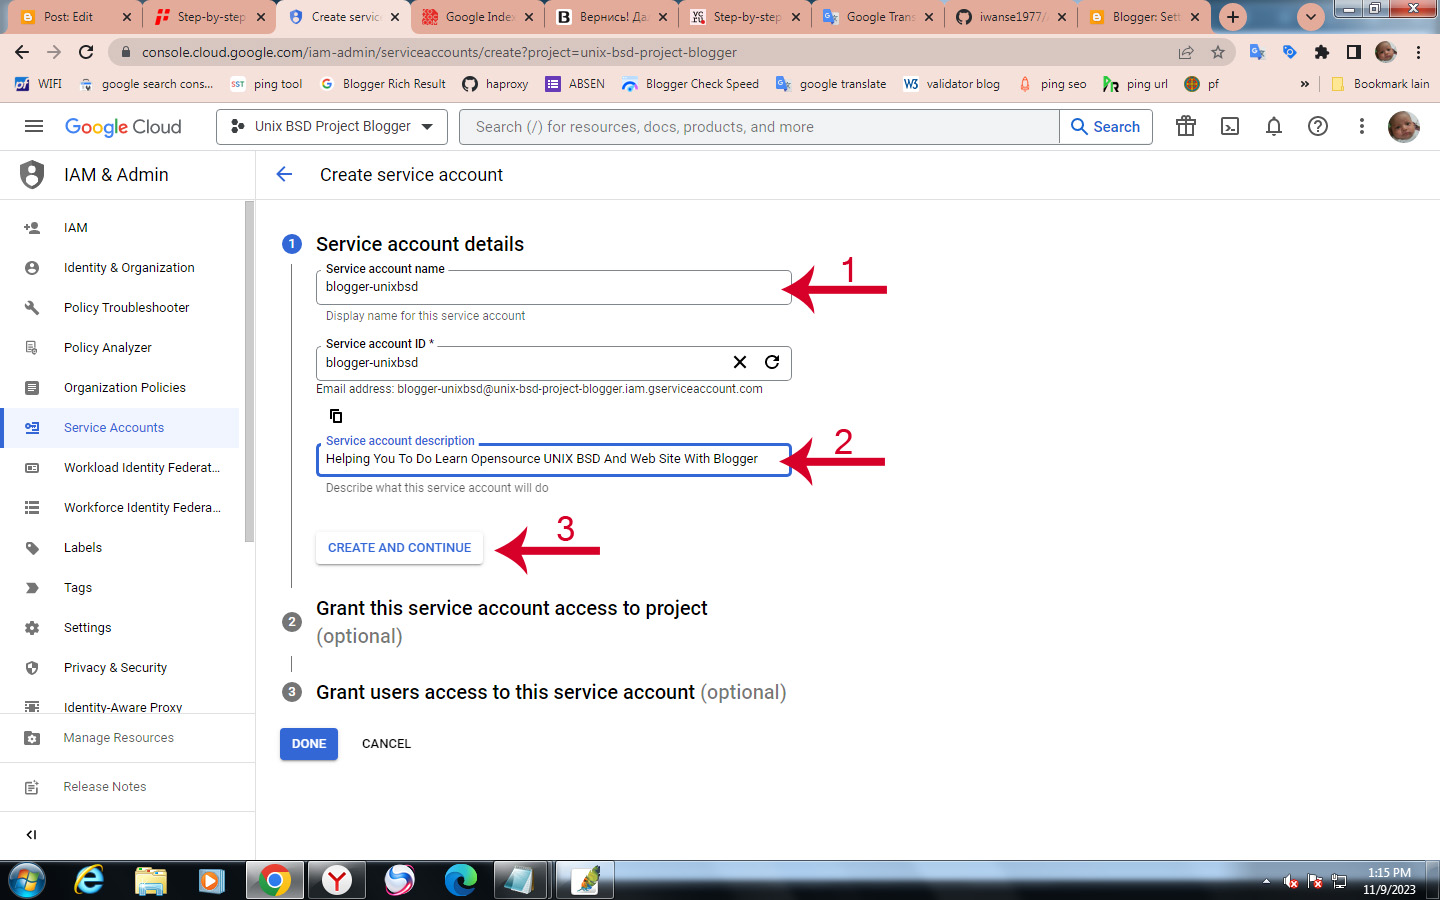 Post: Edit
Step-by-step
Create servic
Google Index
Вернись! Да
Step-by-step
Google Tran
iwanse1977/
Blogger: Sett
console.cloud.google.com/iam-admin/serviceaccounts/create?project=unix-bsd-project-blogger
WIFI
google search cons...
SST
ping tool
Blogger Rich Result
haproxy
ABSEN
Blogger Check Speed
google translate
validator blog
ping seo
ping url
pf
»
Bookmark lain
Google Cloud
Unix BSD Project Blogger
Search (/) for resources, docs, products, and more
Search
IAM & Admin
Create service account
IAM
Identity & Organization
Policy Troubleshooter
Policy Analyzer
Organization Policies
Service Accounts
Workload Identity Federat...
Workforce Identity Federa...
Labels
Tags
Settings
Privacy & Security
Identity-Aware Proxy
Manage Resources
Release Notes
1
Service account details
Service account name
blogger-unixbsd
1
Display name for this service account
Service account ID *
blogger-unixbsd
Email address: blogger-unixbsd@unix-bsd-project-blogger.iam.gserviceaccount.com
Service account description
Helping You To Do Learn Opensource UNIX BSD And Web Site With Blogger
2
Describe what this service account will do
CREATE AND CONTINUE
3
2
Grant this service account access to project
(optional)
3
Grant users access to this service account (optional)
DONE
CANCEL
1:15 PM
11/9/2023